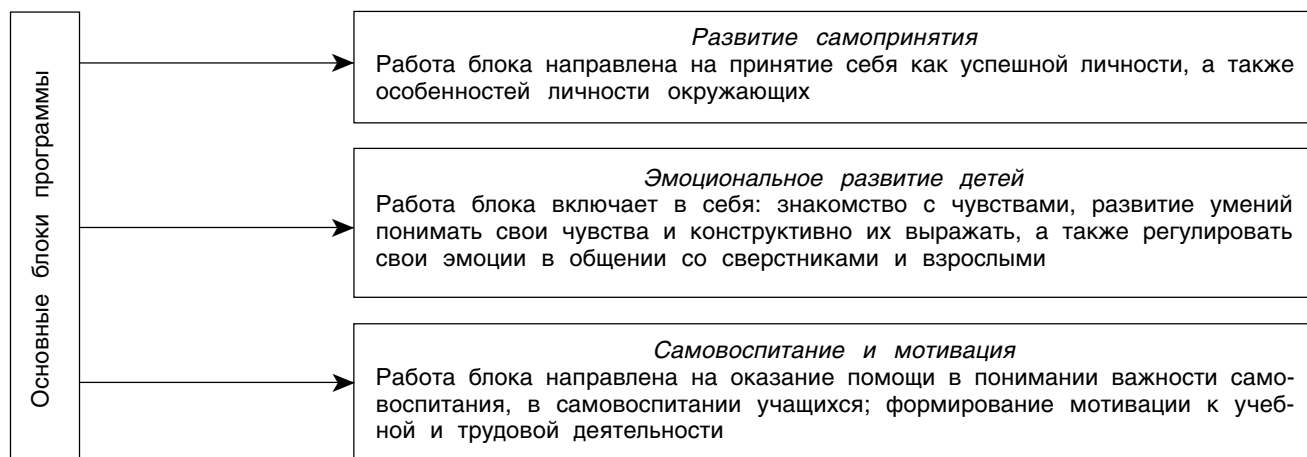 Основные блоки программы
Развитие самопринятия
Работа блока направлена на принятие себя как успешной личности, а также
особенностей личности окружающих
Эмоциональное развитие детей
Работа блока включает в себя: знакомство с чувствами, развитие умений
понимать свои чувства и конструктивно их выражать, а также регулировать
свои эмоции в общении со сверстниками и взрослыми
Самовоспитание и мотивация
Работа блока направлена на оказание помощи в понимании важности само-
воспитания, в самовоспитании учащихся; формирование мотивации к учеб-
ной и трудовой деятельности